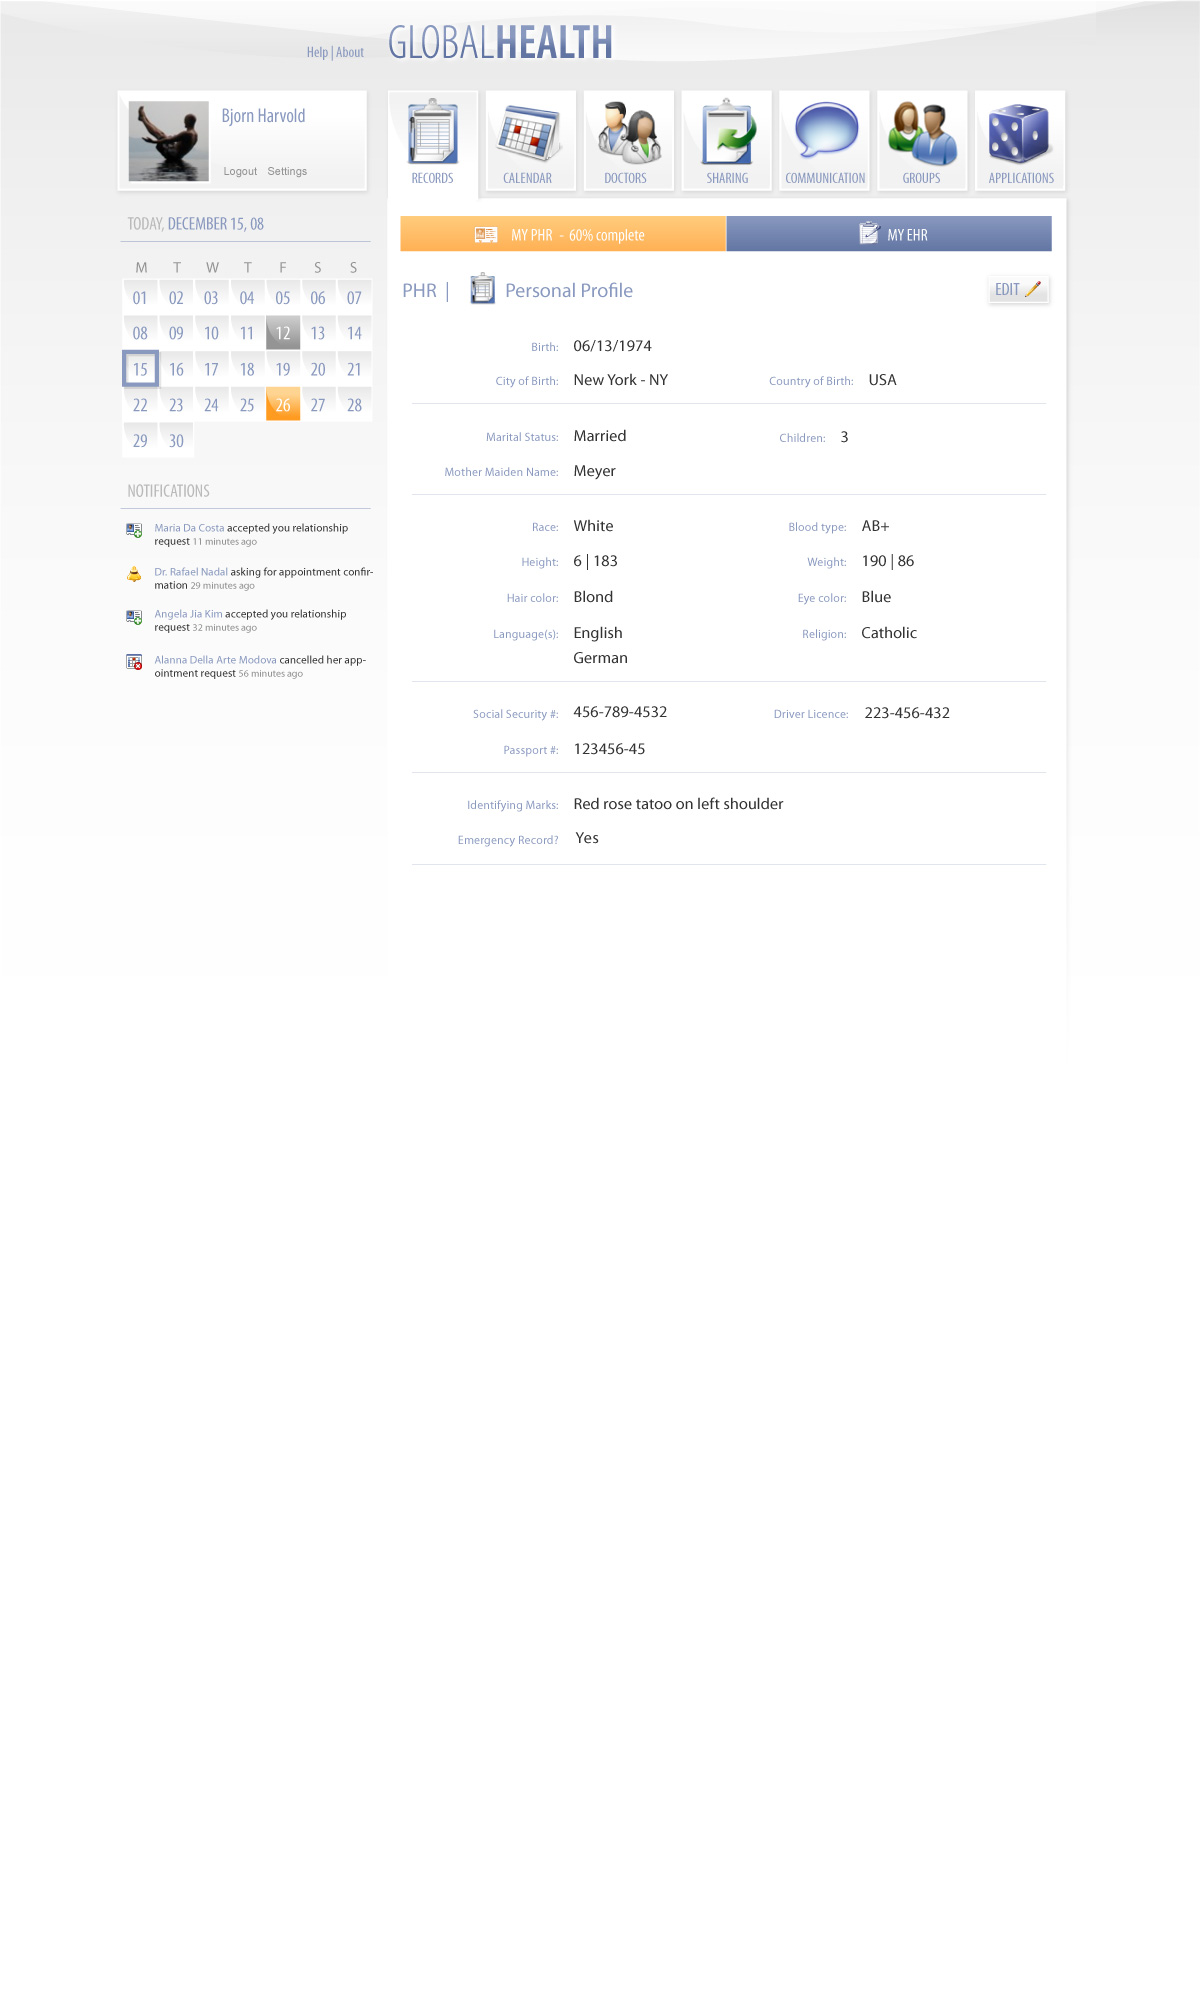 Help | About
GLOBALHEALTH
Bjorn Harvold
Logout Settings
RECORDS
CALENDAR
DOCTORS
SHARING
COMMUNICATION
GROUPS
APPLICATIONS
TODAY, DECEMBER 15, 08
M T W T F S S
01 02 03 04 05 06 07
08 09 10 11 12 13 14
15 16 17 18 19 20 21
22 23 24 25 26 27 28
29 30
NOTIFICATIONS
Maria Da Costa accepted you relationship
request 11 minutes ago
Dr. Rafael Nadal asking for appointment confir-
mation 29 minutes ago
Angela Jia Kim accepted you relationship
request 32 minutes ago
Alanna Della Arte Modova cancelled her app-
ointment request 56 minutes ago
MY PHR - 60% complete
MY EHR
PHR | Personal Profile
EDIT
Birth: 06/13/1974
City of Birth: New York - NY Country of Birth: USA
Marital Status: Married Children: 3
Mother Maiden Name: Meyer
Race: White Blood type: AB+
Height: 6 | 183 Weight: 190 | 86
Hair color: Blond Eye color: Blue
Language(s): English Religion: Catholic
German
Social Security #: 456-789-4532 Driver Licence: 223-456-432
Passport #: 123456-45
Identifying Marks: Red rose tatoo on left shoulder
Emergency Record? Yes